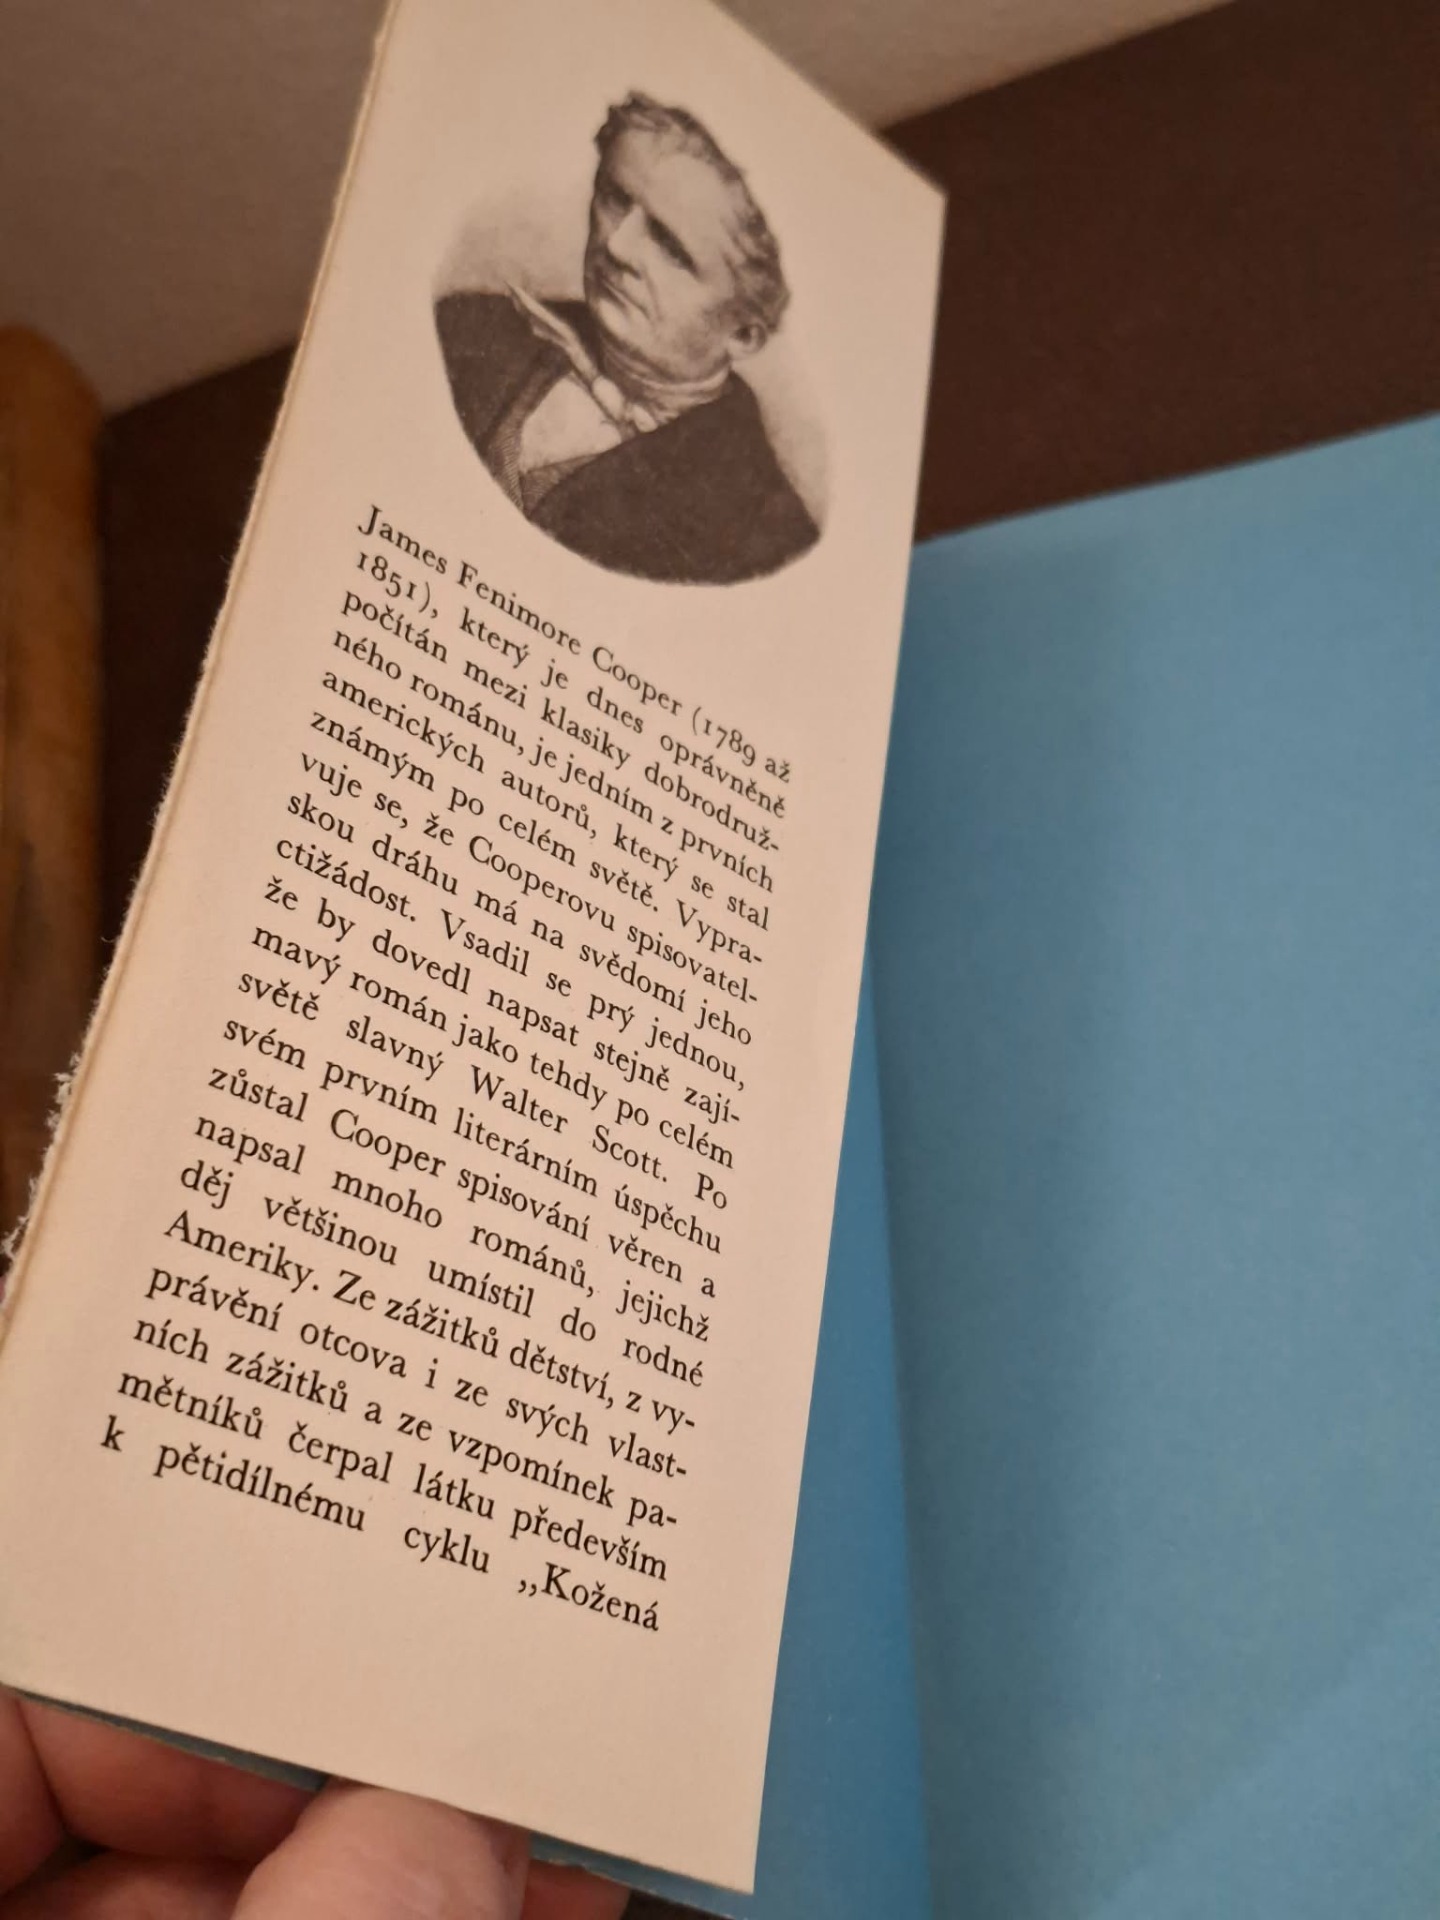 James Fenimore Cooper (1789 až
1851), který je dnes oprávněně
počítán mezi klasiky dobrodruž-
ného románu, je jedním z prvních
amerických autorů, který se stal
známým po celém světě. Vypra-
vuje se, že Cooperovu spisovatel-
skou dráhu má na svědomí jeho
ctižádost. Vsadil se prý jednou,
že by dovedl napsat stejně zají-
mavý román jako tehdy po celém
světě slavný Walter Scott. Po
svém prvním literárním úspěchu
zůstal Cooper spisování věren a
napsal mnoho románů, jejichž
děj většinou umístil do rodné
Ameriky. Ze zážitků dětství, z vy-
právění otcova i ze svých vlast-
ních zážitků a ze vzpomínek pa-
mětníků čerpal látku především
k pětidílnému cyklu „Kožená